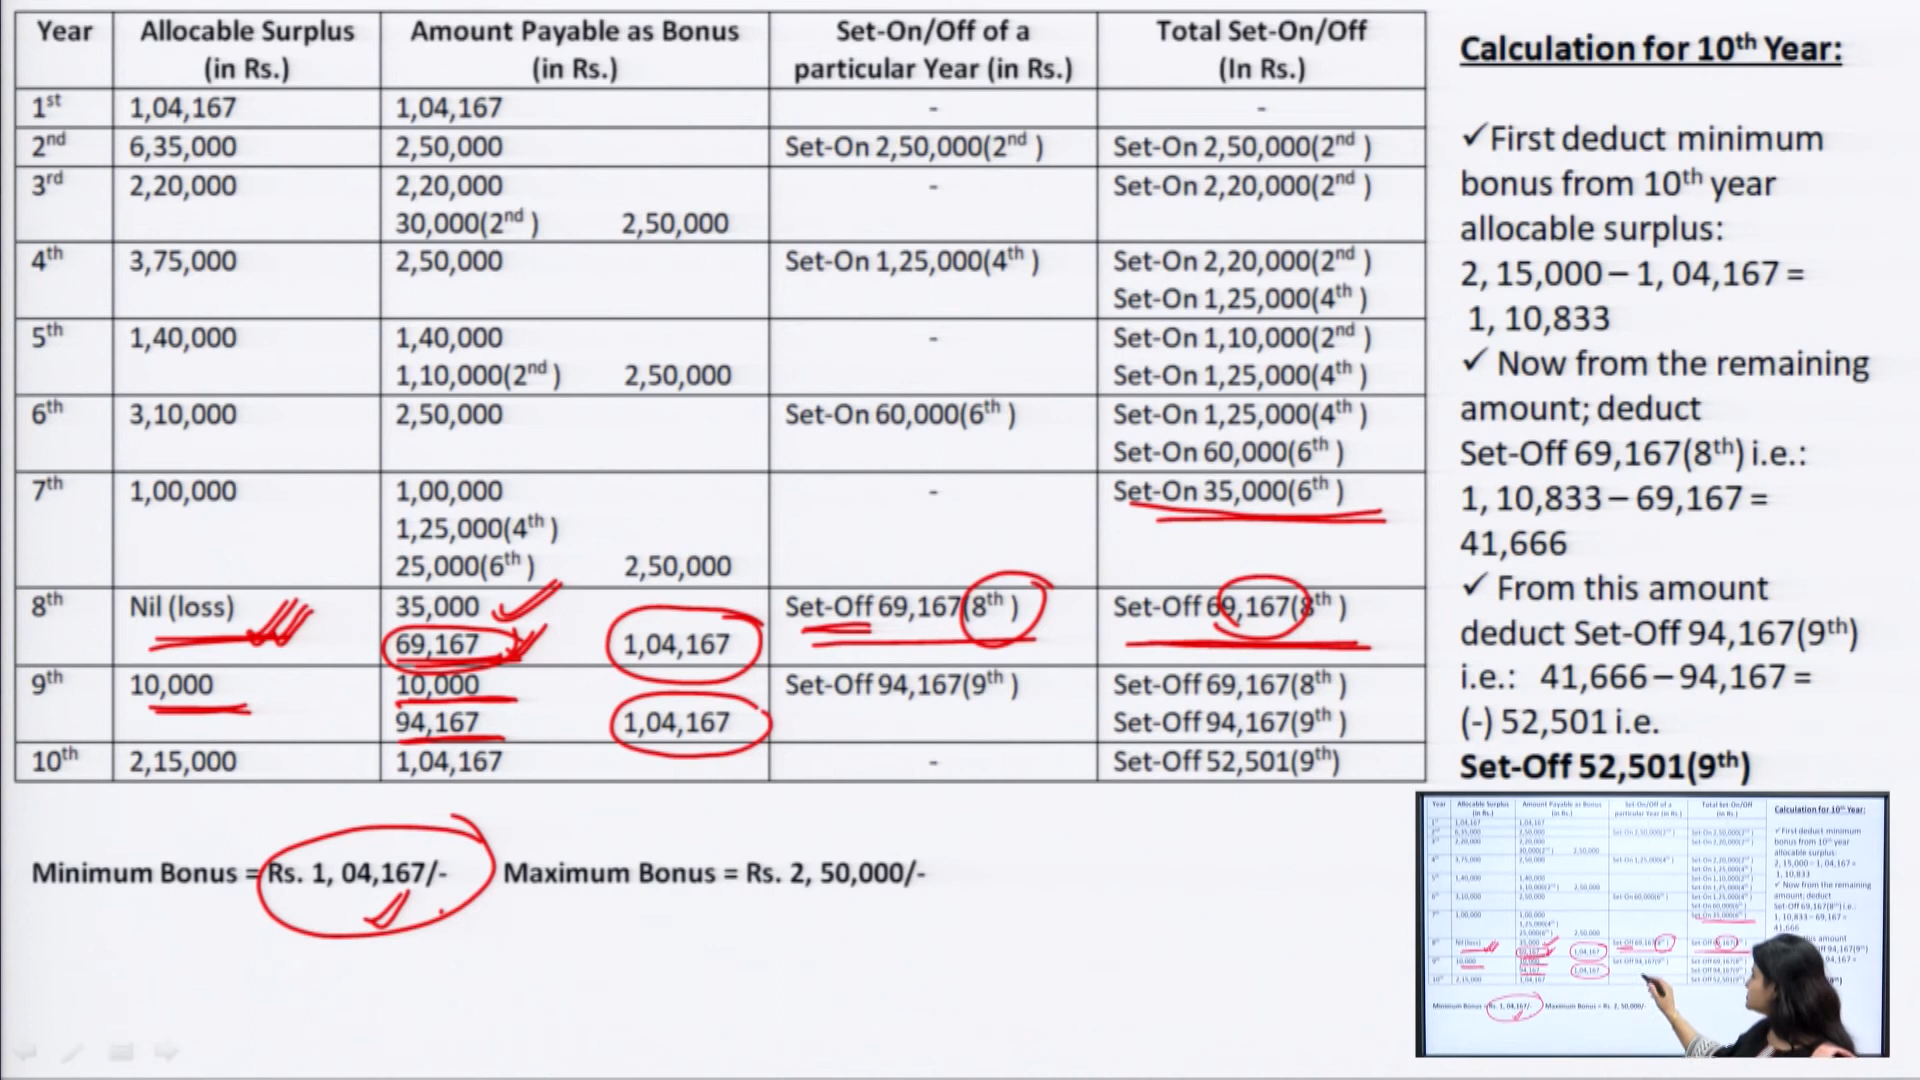 Year Allocable Surplus (in Rs.) Amount Payable as Bonus (in Rs.) Set-On/Off of a particular Year (in Rs.) Total Set-On/Off (In Rs.)
1st 1,04,167 1,04,167 - -
2nd 6,35,000 2,50,000 Set-On 2,50,000(2nd ) Set-On 2,50,000(2nd )
3rd 2,20,000 2,20,000 - Set-On 2,20,000(2nd )
30,000(2nd ) 2,50,000
4th 3,75,000 2,50,000 Set-On 1,25,000(4th ) Set-On 2,20,000(2nd )
Set-On 1,25,000(4th )
5th 1,40,000 1,40,000 - Set-On 1,10,000(2nd )
1,10,000(2nd ) 2,50,000 Set-On 1,25,000(4th )
6th 3,10,000 2,50,000 Set-On 60,000(6th ) Set-On 1,25,000(4th )
Set-On 60,000(6th )
7th 1,00,000 1,00,000 - Set-On 35,000(6th )
1,25,000(4th )
25,000(6th ) 2,50,000
8th Nil (loss) 35,000 Set-Off 69,167(8th ) Set-Off 69,167(8th )
69,167 1,04,167
9th 10,000 10,000 Set-Off 94,167(9th ) Set-Off 69,167(8th )
94,167 1,04,167 Set-Off 94,167(9th )
10th 2,15,000 1,04,167 - Set-Off 52,501(9th)
Minimum Bonus = Rs. 1, 04,167/- Maximum Bonus = Rs. 2, 50,000/-
Calculation for 10th Year:
✓First deduct minimum
bonus from 10th year
allocable surplus:
2, 15,000 – 1, 04,167 =
1, 10,833
✓ Now from the remaining
amount; deduct
Set-Off 69,167(8th) i.e.:
1, 10,833 – 69,167 =
41,666
✓ From this amount
deduct Set-Off 94,167(9th)
i.e.: 41,666 – 94,167 =
(-) 52,501 i.e.
Set-Off 52,501(9th)